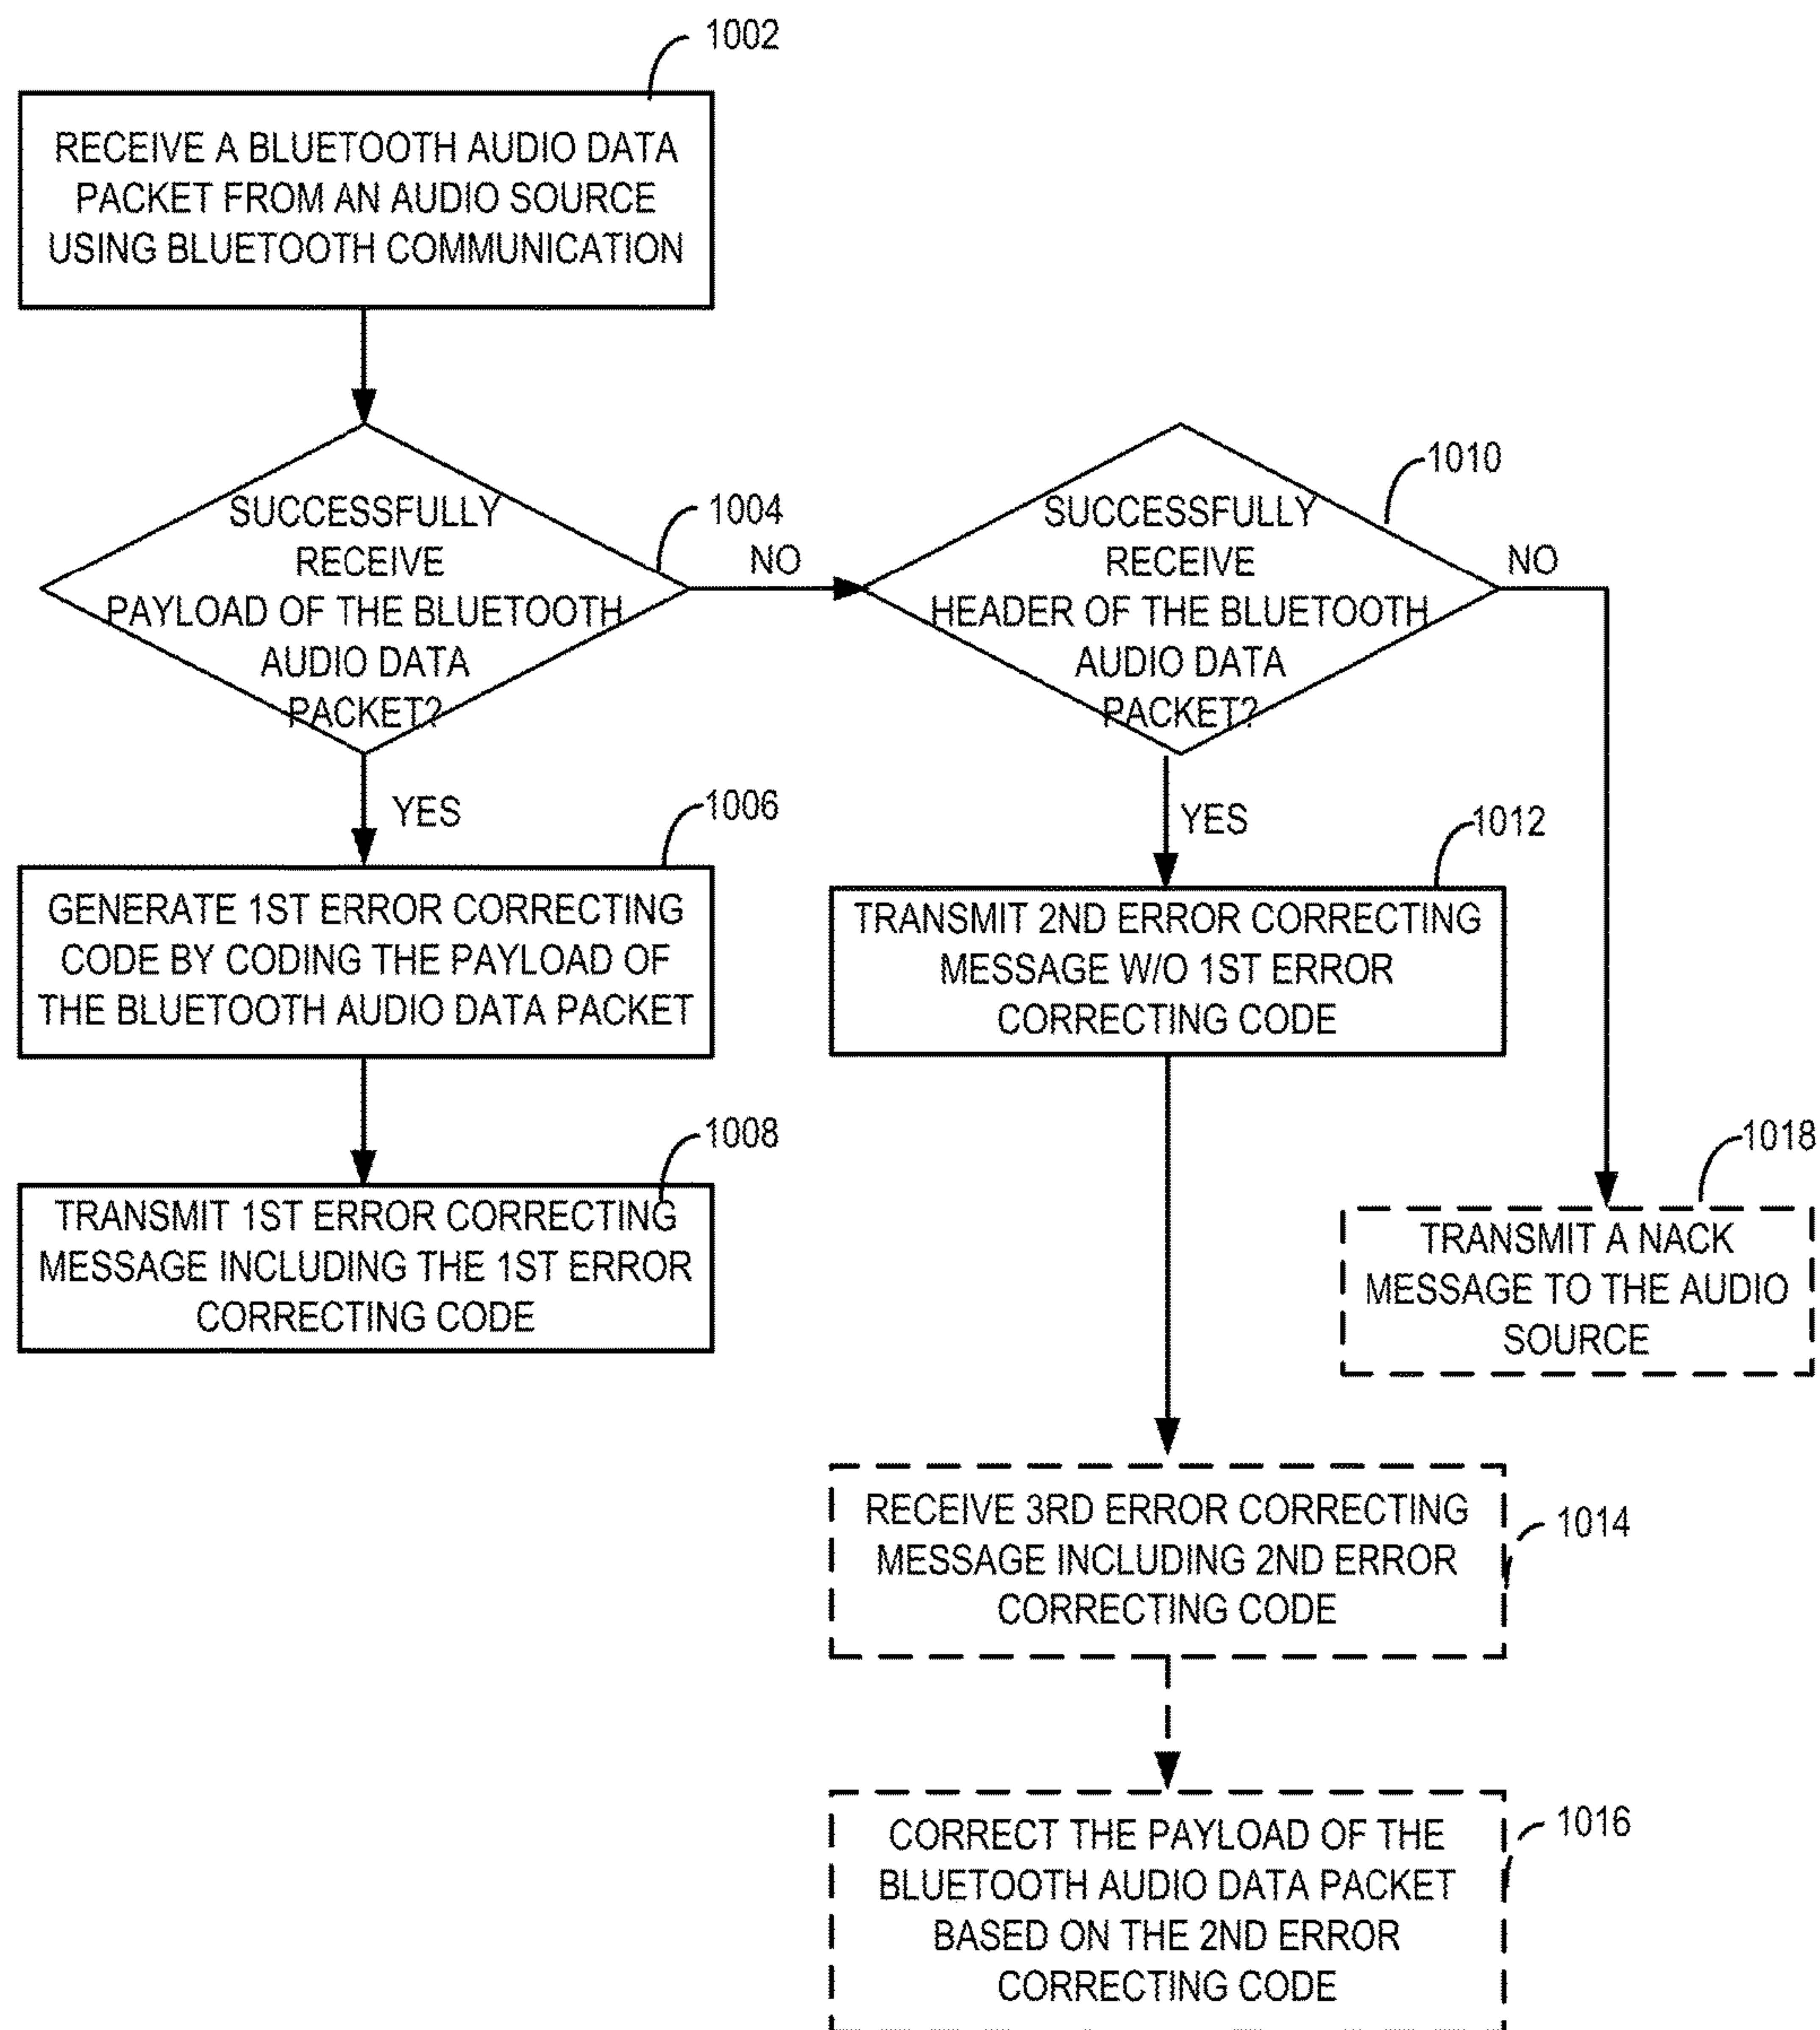 1002
RECEIVE A BLUETOOTH AUDIO DATA
PACKET FROM AN AUDIO SOURCE
USING BLUETOOTH COMMUNICATION
1004
SUCCESSFULLY
RECEIVE
PAYLOAD OF THE BLUETOOTH
AUDIO DATA
PACKET?
NO
1010
SUCCESSFULLY
RECEIVE
HEADER OF THE BLUETOOTH
AUDIO DATA
PACKET?
NO
YES
1006
GENERATE 1ST ERROR CORRECTING
CODE BY CODING THE PAYLOAD OF
THE BLUETOOTH AUDIO DATA PACKET
YES
1012
TRANSMIT 2ND ERROR CORRECTING
MESSAGE W/O 1ST ERROR
CORRECTING CODE
1008
TRANSMIT 1ST ERROR CORRECTING
MESSAGE INCLUDING THE 1ST ERROR
CORRECTING CODE
1018
TRANSMIT A NACK
MESSAGE TO THE AUDIO
SOURCE
RECEIVE 3RD ERROR CORRECTING
MESSAGE INCLUDING 2ND ERROR
CORRECTING CODE
1014
CORRECT THE PAYLOAD OF THE
BLUETOOTH AUDIO DATA PACKET
BASED ON THE 2ND ERROR
CORRECTING CODE
1016